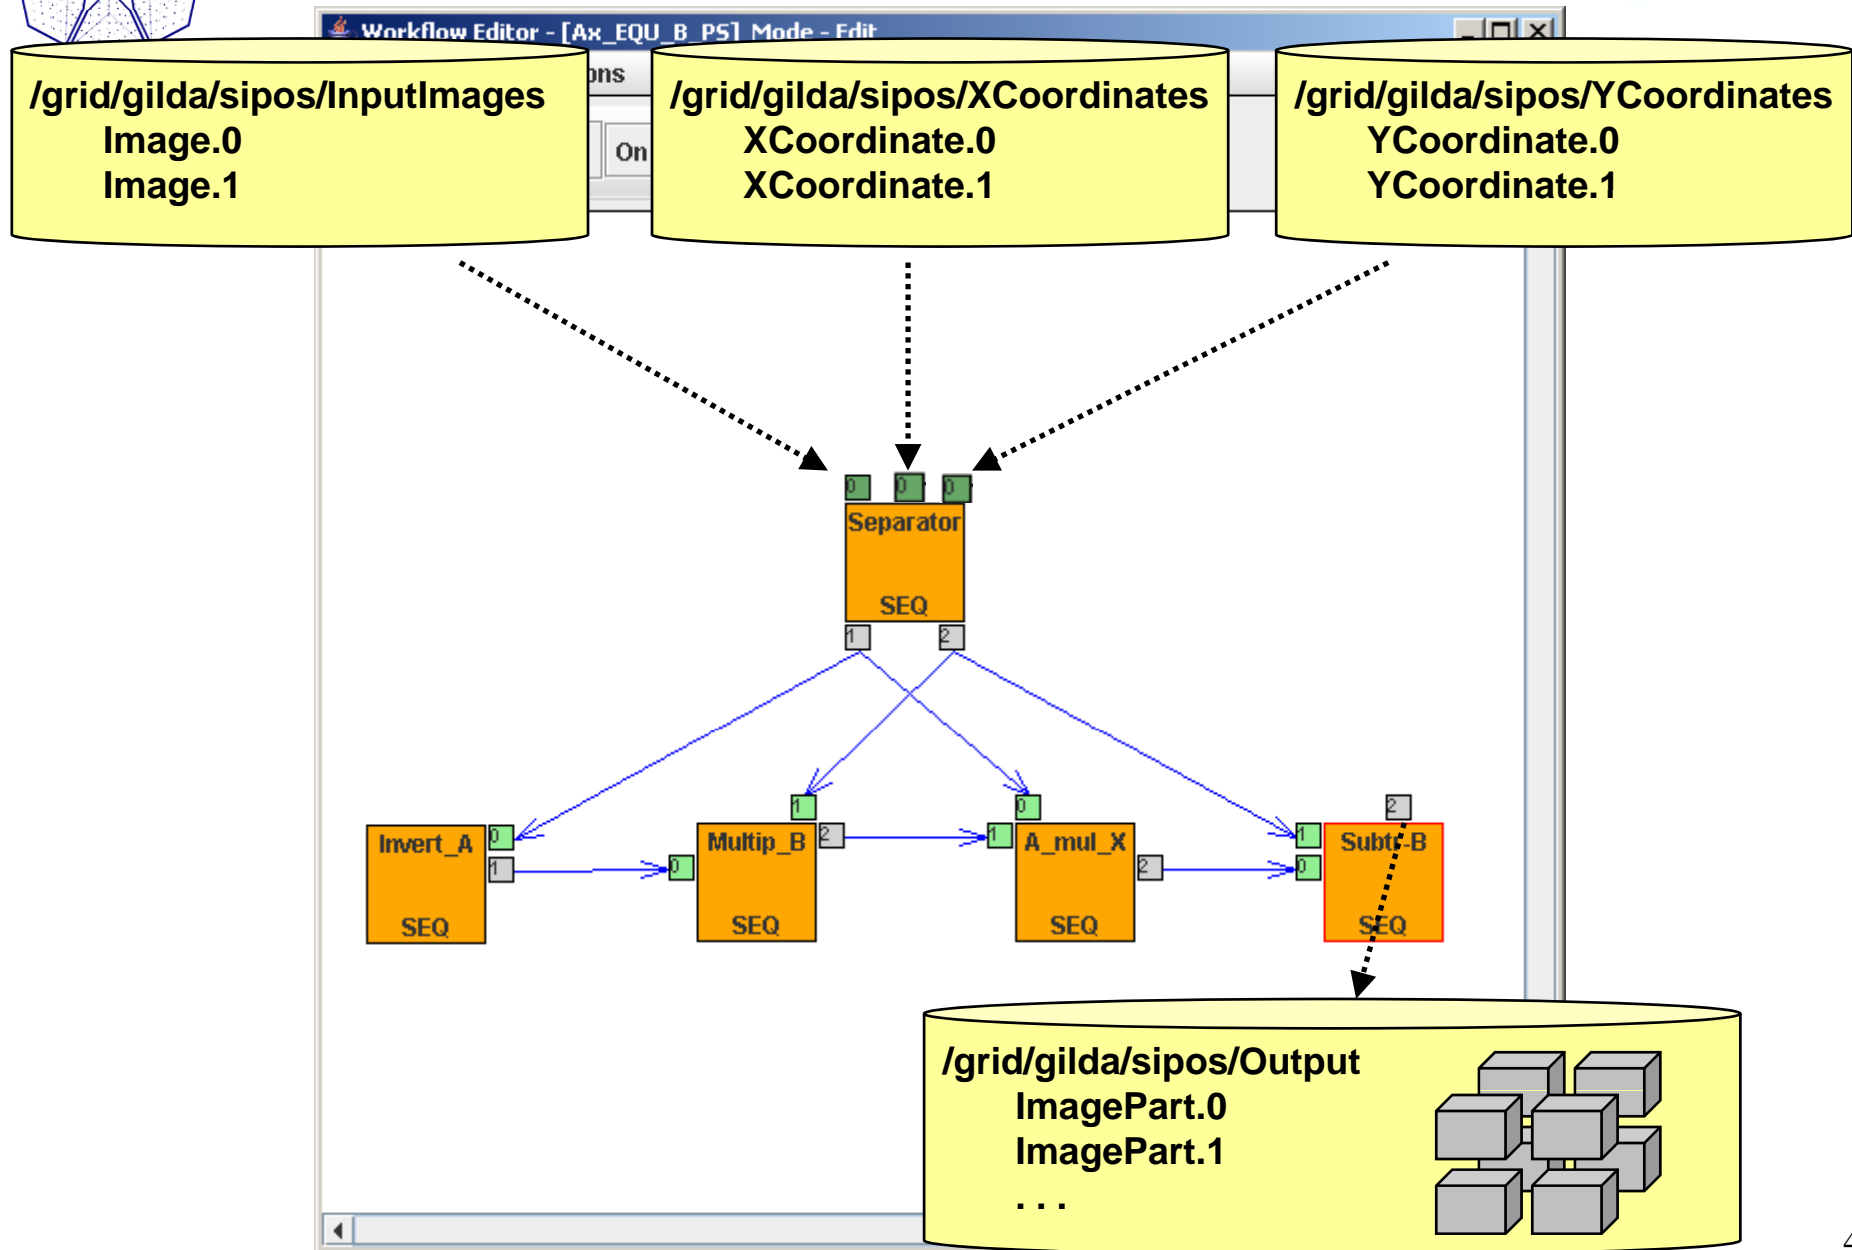 Workflow Editor - [Ax_EQU_B_PS] Mode - Edit
/grid/gilda/sipos/InputImages
Image.0
Image.1
On
/grid/gilda/sipos/XCoordinates
XCoordinate.0
XCoordinate.1
/grid/gilda/sipos/YCoordinates
YCoordinate.0
YCoordinate.1
0 0 0
Separator
SEQ
1 2
1 0 2
Invert_A 0
1
SEQ
Multip_B 2
0
SEQ
1 A_mul_X
2
SEQ
1 Subtr-B
0
SEQ
/grid/gilda/sipos/Output
ImagePart.0
ImagePart.1
. . .